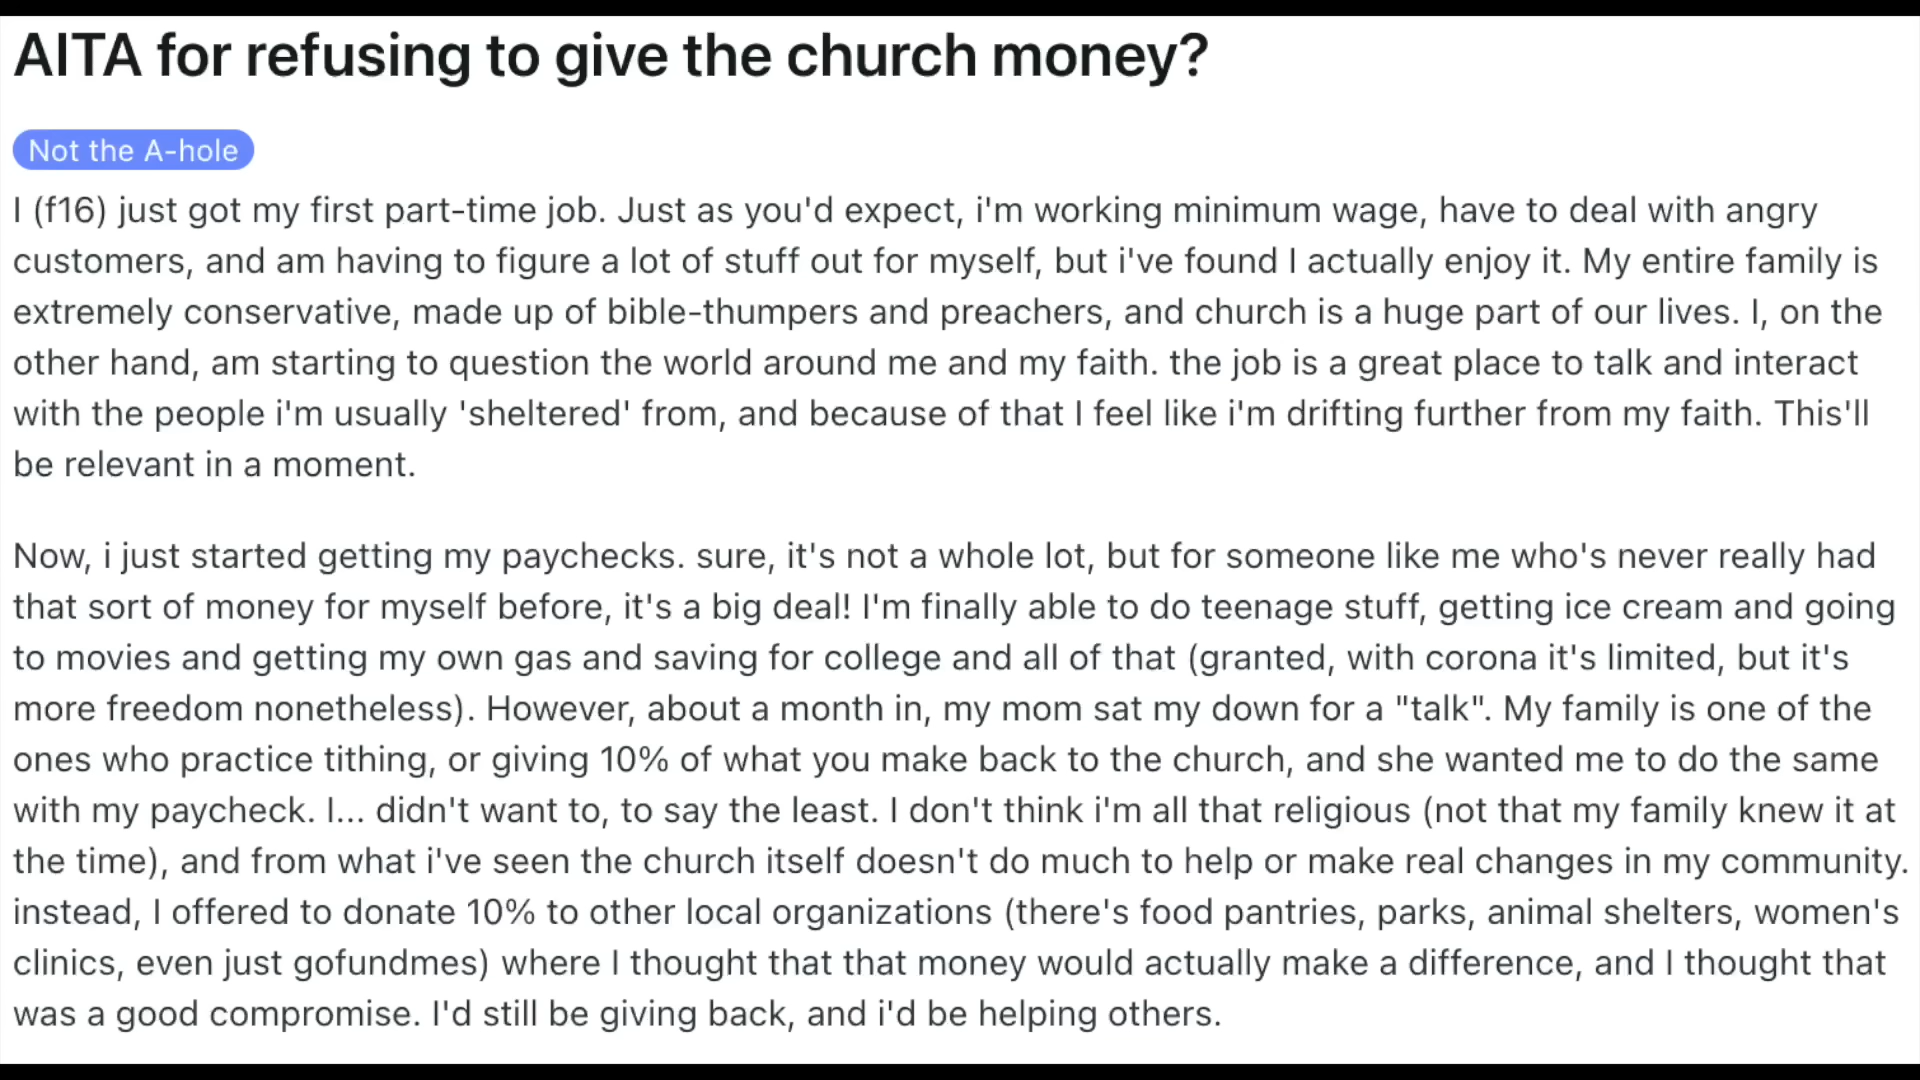 AITA for refusing to give the church money?
Not the A-hole
I (f16) just got my first part-time job. Just as you'd expect, i'm working minimum wage, have to deal with angry
customers, and am having to figure a lot of stuff out for myself, but i've found I actually enjoy it. My entire family is
extremely conservative, made up of bible-thumpers and preachers, and church is a huge part of our lives. I, on the
other hand, am starting to question the world around me and my faith. the job is a great place to talk and interact
with the people i'm usually 'sheltered' from, and because of that I feel like i'm drifting further from my faith. This'll
be relevant in a moment.
Now, i just started getting my paychecks. sure, it's not a whole lot, but for someone like me who's never really had
that sort of money for myself before, it's a big deal! I'm finally able to do teenage stuff, getting ice cream and going
to movies and getting my own gas and saving for college and all of that (granted, with corona it's limited, but it's
more freedom nonetheless). However, about a month in, my mom sat my down for a "talk". My family is one of the
ones who practice tithing, or giving 10% of what you make back to the church, and she wanted me to do the same
with my paycheck. I... didn't want to, to say the least. I don't think i'm all that religious (not that my family knew it at
the time), and from what i've seen the church itself doesn't do much to help or make real changes in my community.
instead, I offered to donate 10% to other local organizations (there's food pantries, parks, animal shelters, women's
clinics, even just gofundmes) where I thought that that money would actually make a difference, and I thought that
was a good compromise. I'd still be giving back, and i'd be helping others.